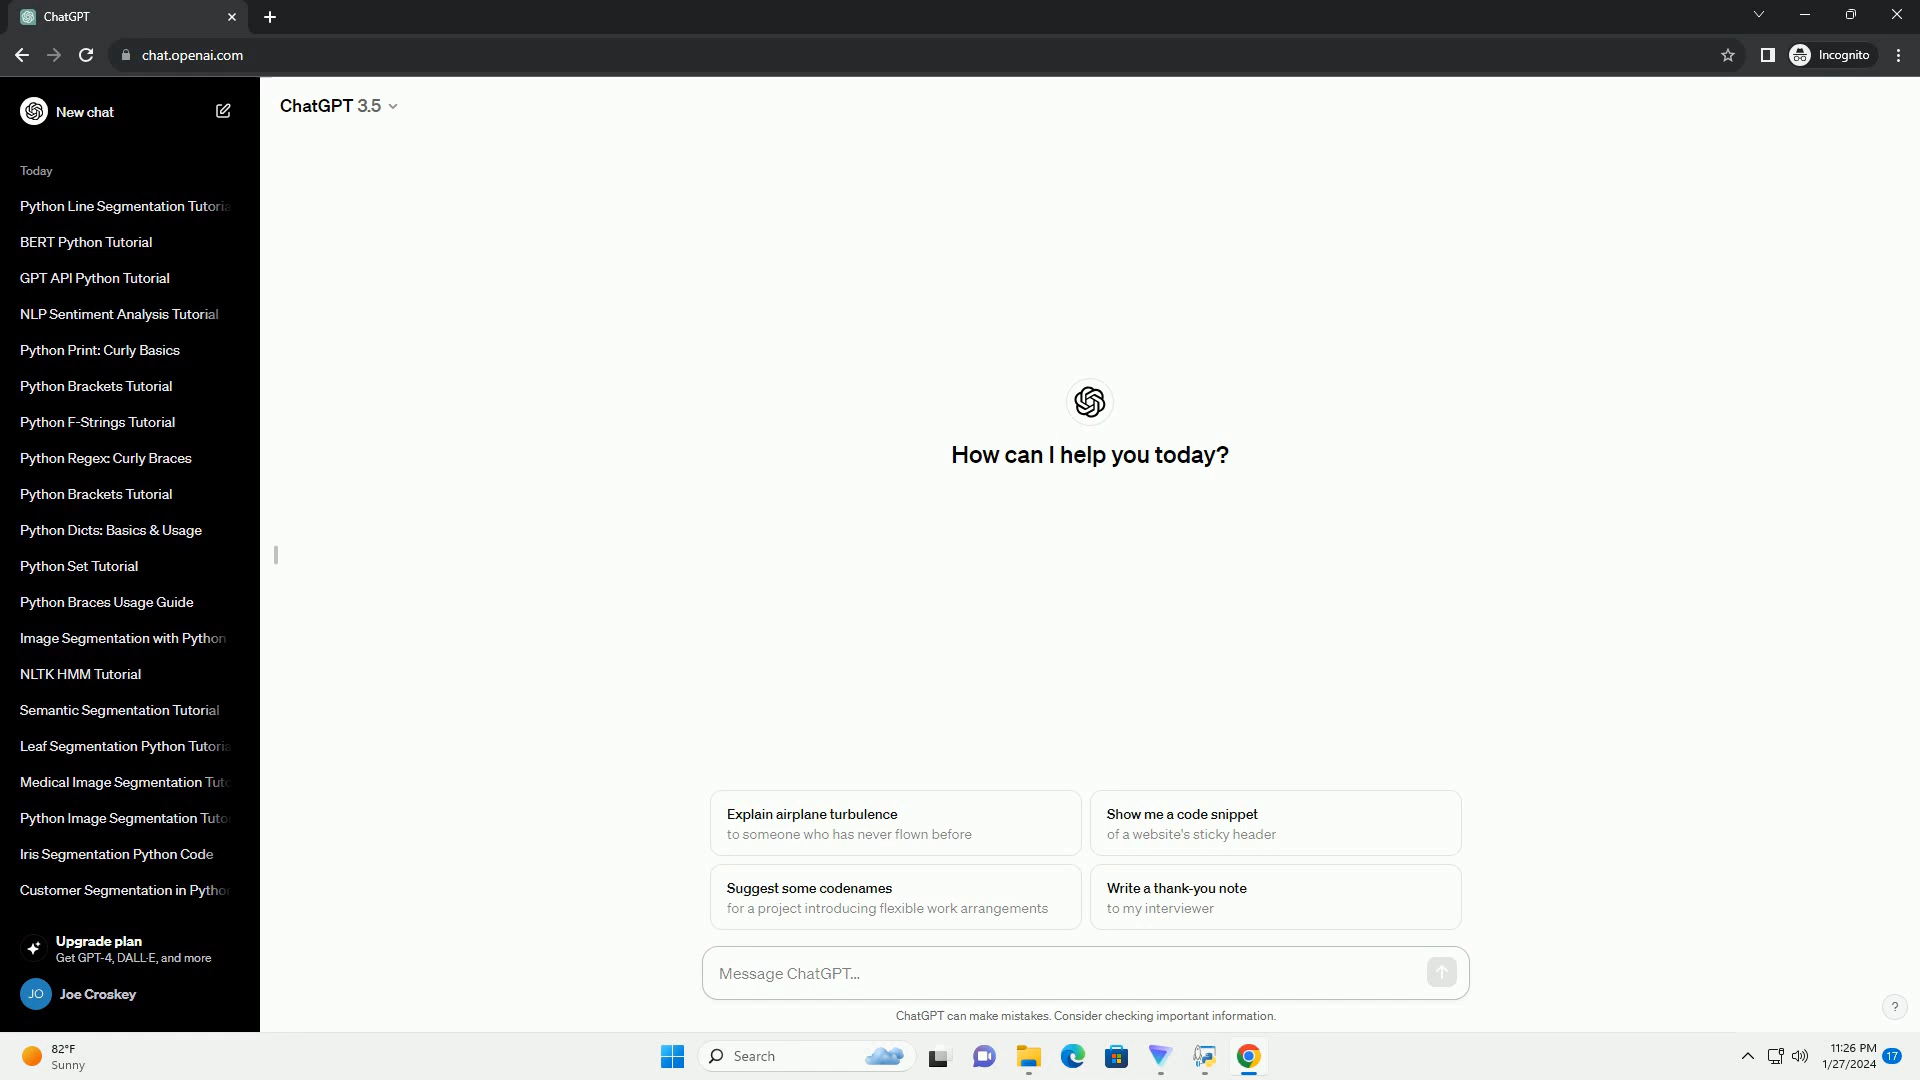 ChatGPT
chat.openai.com
Incognito
New chat
ChatGPT 3.5
Today
Python Line Segmentation Tutoria
BERT Python Tutorial
GPT API Python Tutorial
NLP Sentiment Analysis Tutorial
Python Print: Curly Basics
Python Brackets Tutorial
Python F-Strings Tutorial
Python Regex: Curly Braces
Python Brackets Tutorial
Python Dicts: Basics & Usage
Python Set Tutorial
Python Braces Usage Guide
Image Segmentation with Python
NLTK HMM Tutorial
Semantic Segmentation Tutorial
Leaf Segmentation Python Tutoria
Medical Image Segmentation Tuto
Python Image Segmentation Tuto
Iris Segmentation Python Code
Customer Segmentation in Python
Upgrade plan
Get GPT-4, DALL·E, and more
JO Joe Croskey
How can I help you today?
Explain airplane turbulence
to someone who has never flown before
Show me a code snippet
of a website's sticky header
Suggest some codenames
for a project introducing flexible work arrangements
Write a thank-you note
to my interviewer
Message ChatGPT...
ChatGPT can make mistakes. Consider checking important information.
?
82°F
Sunny
Search
11:26 PM
1/27/2024
17